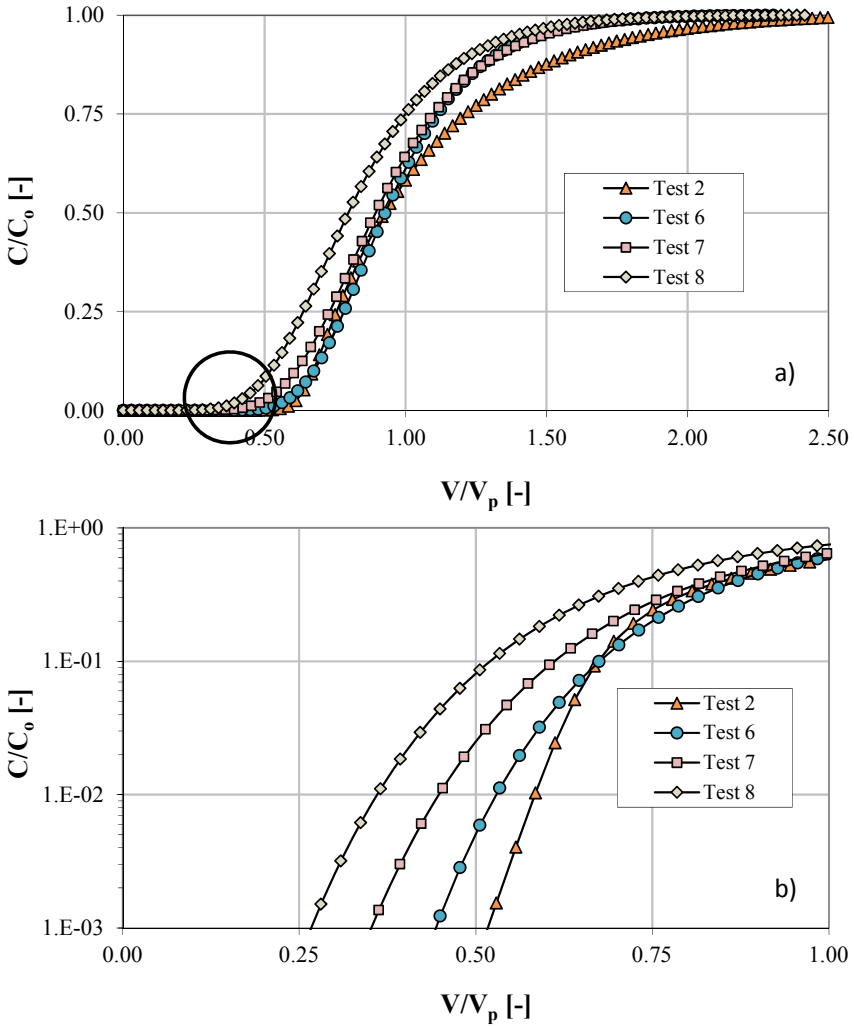 1.00
0.75
0.50
0.25
0.00
C/Co [-]
Test 2
Test 6
Test 7
Test 8
a)
0.00 0.50 1.00 1.50 2.00 2.50
V/Vp [-]
1.E+00
1.E-01
1.E-02
1.E-03
C/Co [-]
Test 2
Test 6
Test 7
Test 8
b)
0.00 0.25 0.50 0.75 1.00
V/Vp [-]